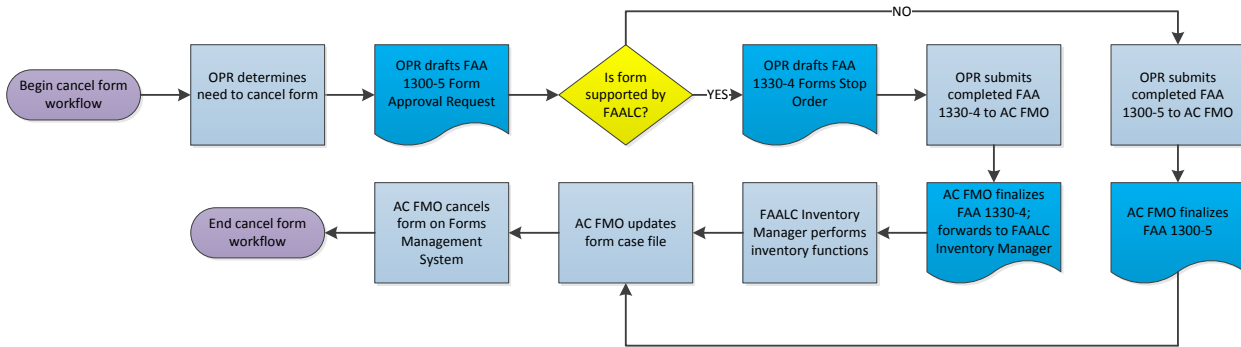 NO
Begin cancel form
workflow
OPR determines
need to cancel form
OPR drafts FAA
1300-5 Form
Approval Request
Is form
supported by
FAALC?
YES
OPR drafts FAA
1330-4 Forms Stop
Order
OPR submits
completed FAA
1330-4 to AC FMO
OPR submits
completed FAA
1300-5 to AC FMO
End cancel form
workflow
AC FMO cancels
form on Forms
Management
System
AC FMO updates
form case file
FAALC Inventory
Manager performs
inventory functions
AC FMO finalizes
FAA 1330-4;
forwards to FAALC
Inventory Manager
AC FMO finalizes
FAA 1300-5